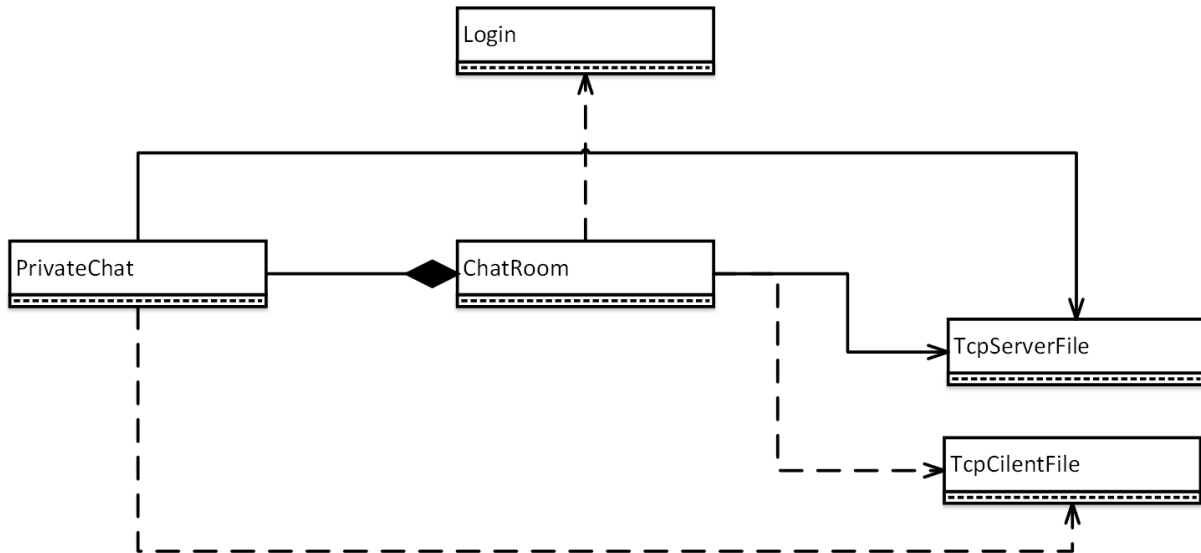 Login
PrivateChat
ChatRoom
TcpServerFile
TcpCilentFile